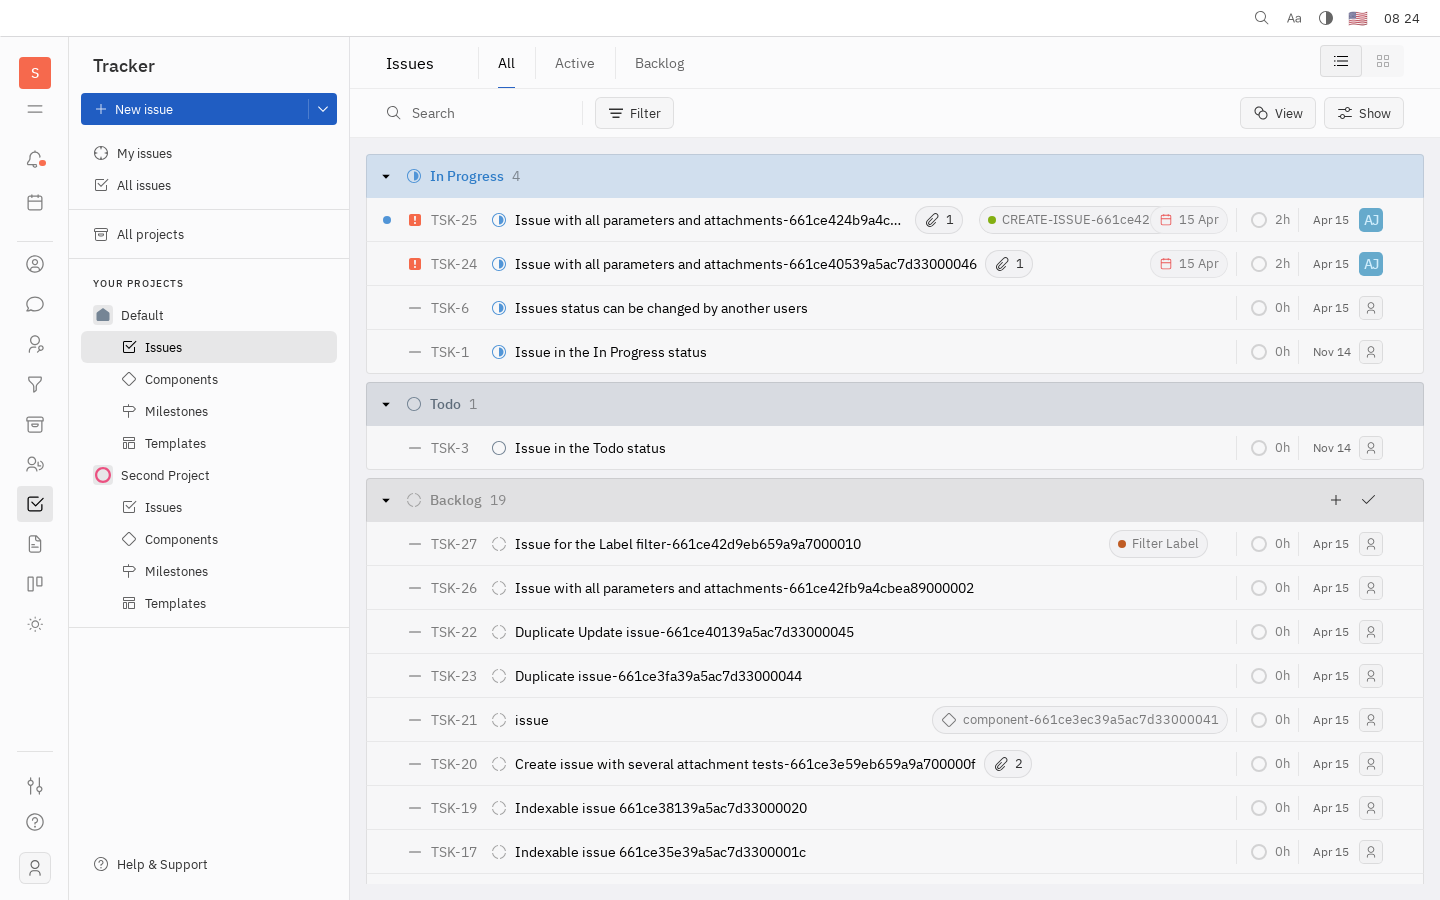 Aa 08 24
S
Tracker
New issue
My issues
All issues
All projects
YOUR PROJECTS
Default
Issues
Components
Milestones
Templates
Second Project
Issues
Components
Milestones
Templates
Help & Support
Issues All Active Backlog
Search Filter View Show
In Progress 4
TSK-25 Issue with all parameters and attachments-661ce424b9a4c... 1 CREATE-ISSUE-661ce42 15 Apr 2h Apr 15 AJ
TSK-24 Issue with all parameters and attachments-661ce40539a5ac7d33000046 1 15 Apr 2h Apr 15 AJ
TSK-6 Issues status can be changed by another users 0h Apr 15
TSK-1 Issue in the In Progress status 0h Nov 14
Todo 1
TSK-3 Issue in the Todo status 0h Nov 14
Backlog 19
TSK-27 Issue for the Label filter-661ce42d9eb659a9a7000010 Filter Label 0h Apr 15
TSK-26 Issue with all parameters and attachments-661ce42fb9a4cbea89000002 0h Apr 15
TSK-22 Duplicate Update issue-661ce40139a5ac7d33000045 0h Apr 15
TSK-23 Duplicate issue-661ce3fa39a5ac7d33000044 0h Apr 15
TSK-21 issue component-661ce3ec39a5ac7d33000041 0h Apr 15
TSK-20 Create issue with several attachment tests-661ce3e59eb659a9a700000f 2 0h Apr 15
TSK-19 Indexable issue 661ce38139a5ac7d33000020 0h Apr 15
TSK-17 Indexable issue 661ce35e39a5ac7d3300001c 0h Apr 15